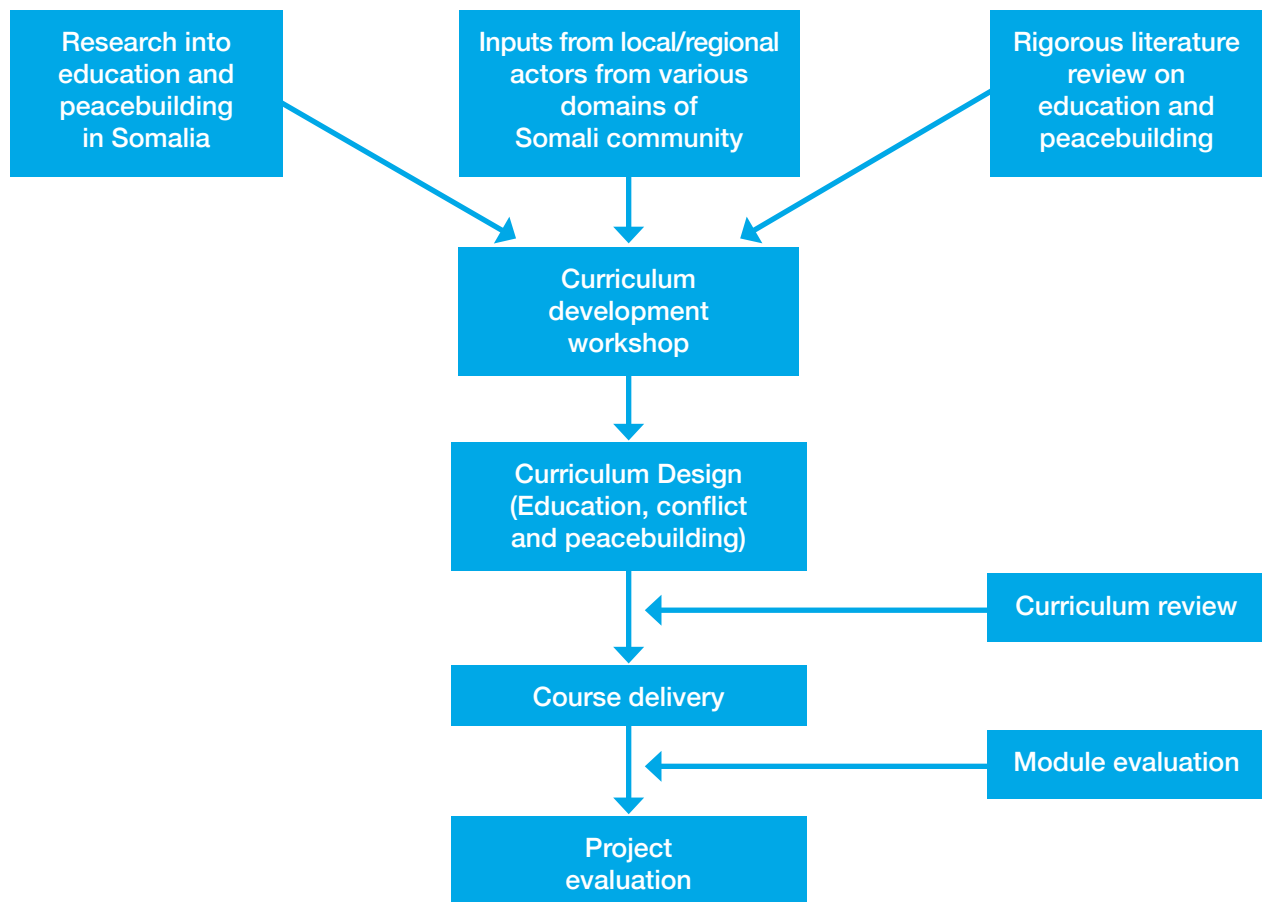 Research into
education and
peacebuilding
in Somalia
Inputs from local/regional
actors from various
domains of
Somali community
Rigorous literature
review on
education and
peacebuilding
Curriculum
development
workshop
Curriculum Design
(Education, conflict
and peacebuilding)
Curriculum review
Course delivery
Module evaluation
Project
evaluation